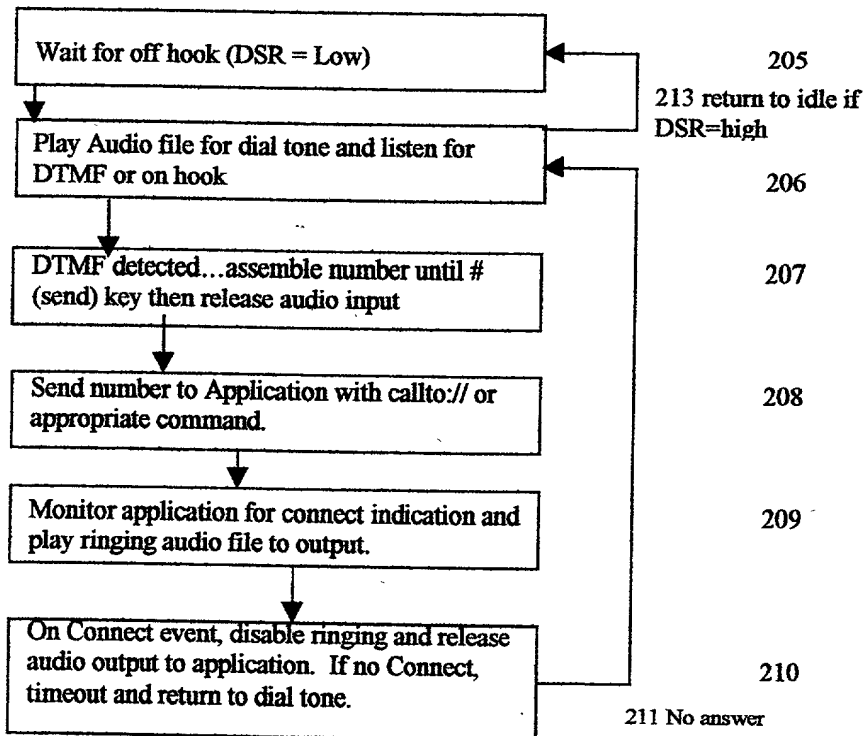 Wait for off hook (DSR = Low)
205
213 return to idle if
DSR=high
Play Audio file for dial tone and listen for
DTMF or on hook
206
DTMF detected...assemble number until #
(send) key then release audio input
207
Send number to Application with callto:// or
appropriate command.
208
Monitor application for connect indication and
play ringing audio file to output.
209
On Connect event, disable ringing and release
audio output to application. If no Connect,
timeout and return to dial tone.
210
211 No answer